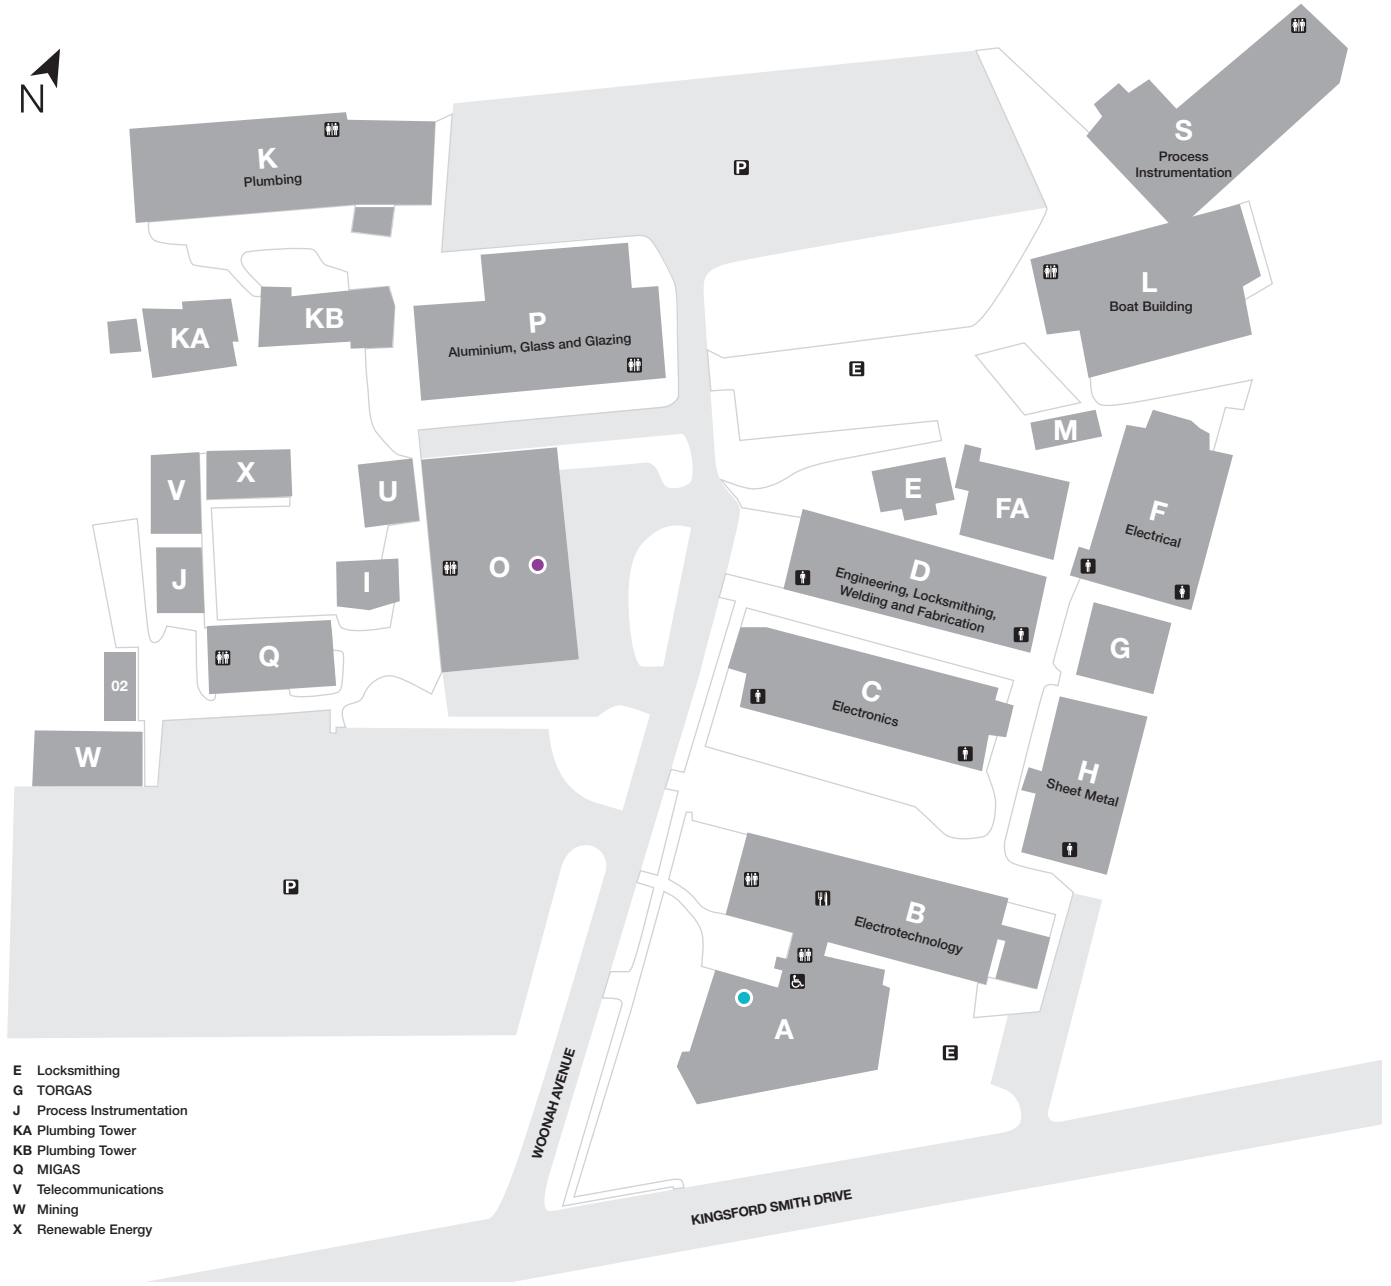 N
K
Plumbing
P
S
Process
Instrumentation
L
Boat Building
KA
KB
P
Aluminium, Glass and Glazing
E
M
V
X
U
E
FA
F
Electrical
J
I
O
D
Engineering, Locksmithing,
Welding and Fabrication
G
Q
02
C
Electronics
W
H
Sheet Metal
P
B
Electrotechnology
A
E
WOONAH AVENUE
KINGSFORD SMITH DRIVE
E Locksmithing
G TORGAS
J Process Instrumentation
KA Plumbing Tower
KB Plumbing Tower
Q MIGAS
V Telecommunications
W Mining
X Renewable Energy